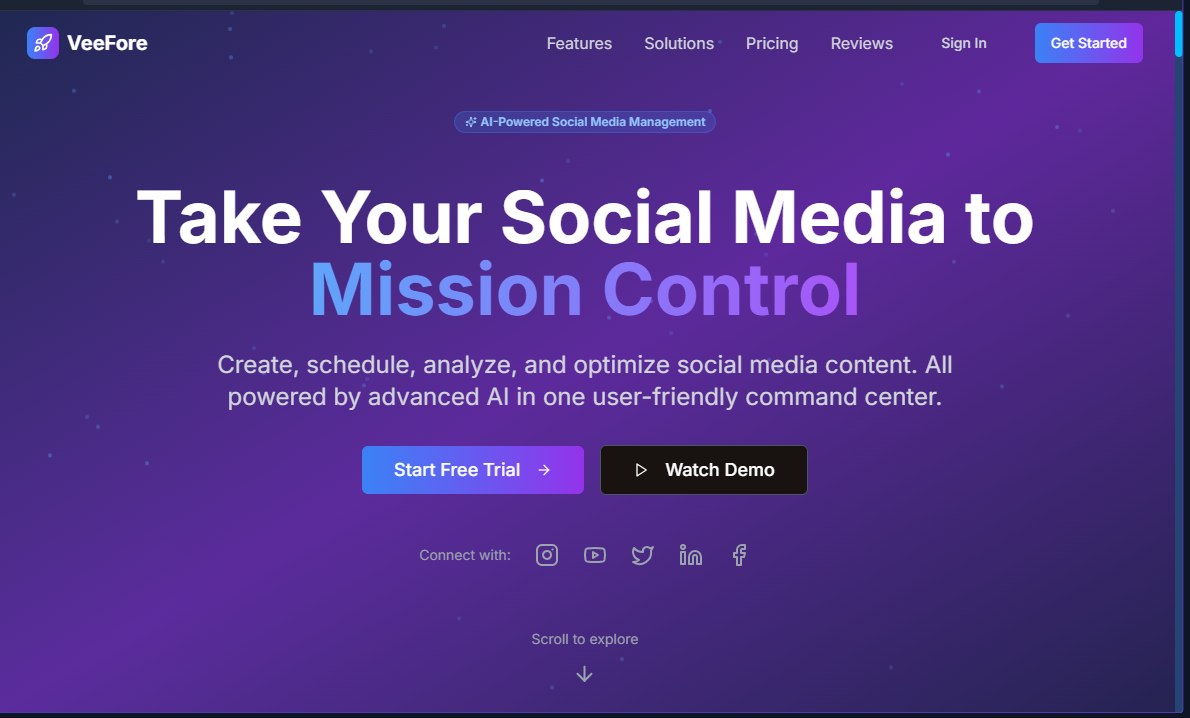 VeeFore
Features Solutions Pricing Reviews Sign In Get Started
AI-Powered Social Media Management
Take Your Social Media to
Mission Control
Create, schedule, analyze, and optimize social media content. All
powered by advanced AI in one user-friendly command center.
Start Free Trial Watch Demo
Connect with:
Scroll to explore